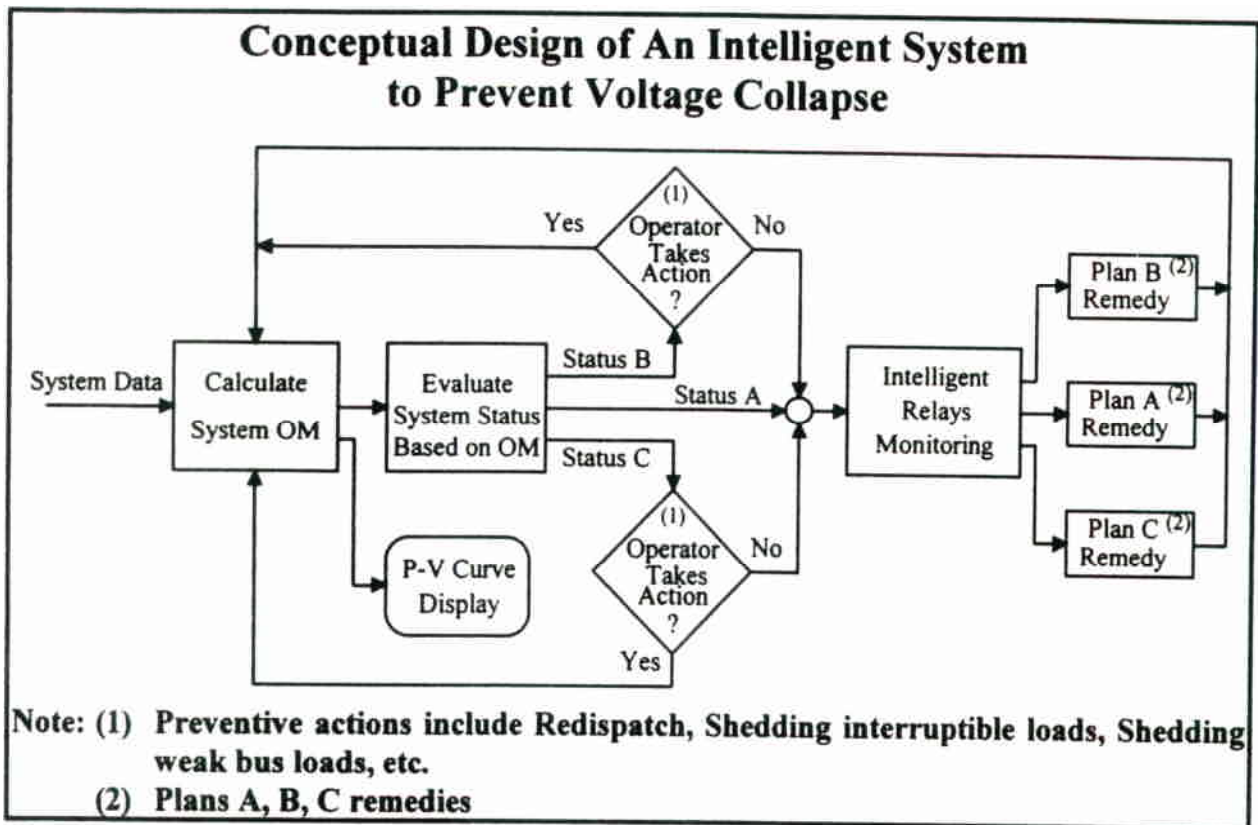 Conceptual Design of An Intelligent System
to Prevent Voltage Collapse
(1)
Operator
Takes
Action
?
Yes
No
Plan B (2)
Remedy
System Data
Calculate
System OM
Evaluate
System Status
Based on OM
Status B
Status A
Status C
Intelligent
Relays
Monitoring
Plan A (2)
Remedy
P-V Curve
Display
(1)
Operator
Takes
Action
?
No
Yes
Plan C (2)
Remedy
Note: (1) Preventive actions include Redispatch, Shedding interruptible loads, Shedding
weak bus loads, etc.
(2) Plans A, B, C remedies